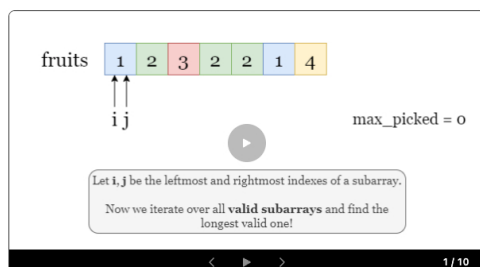 fruits 1 2 3 2 2 1 4
i j
max_picked = 0
Let i, j be the leftmost and rightmost indexes of a subarray.
Now we iterate over all valid subarrays and find the
longest valid one!
1 / 10